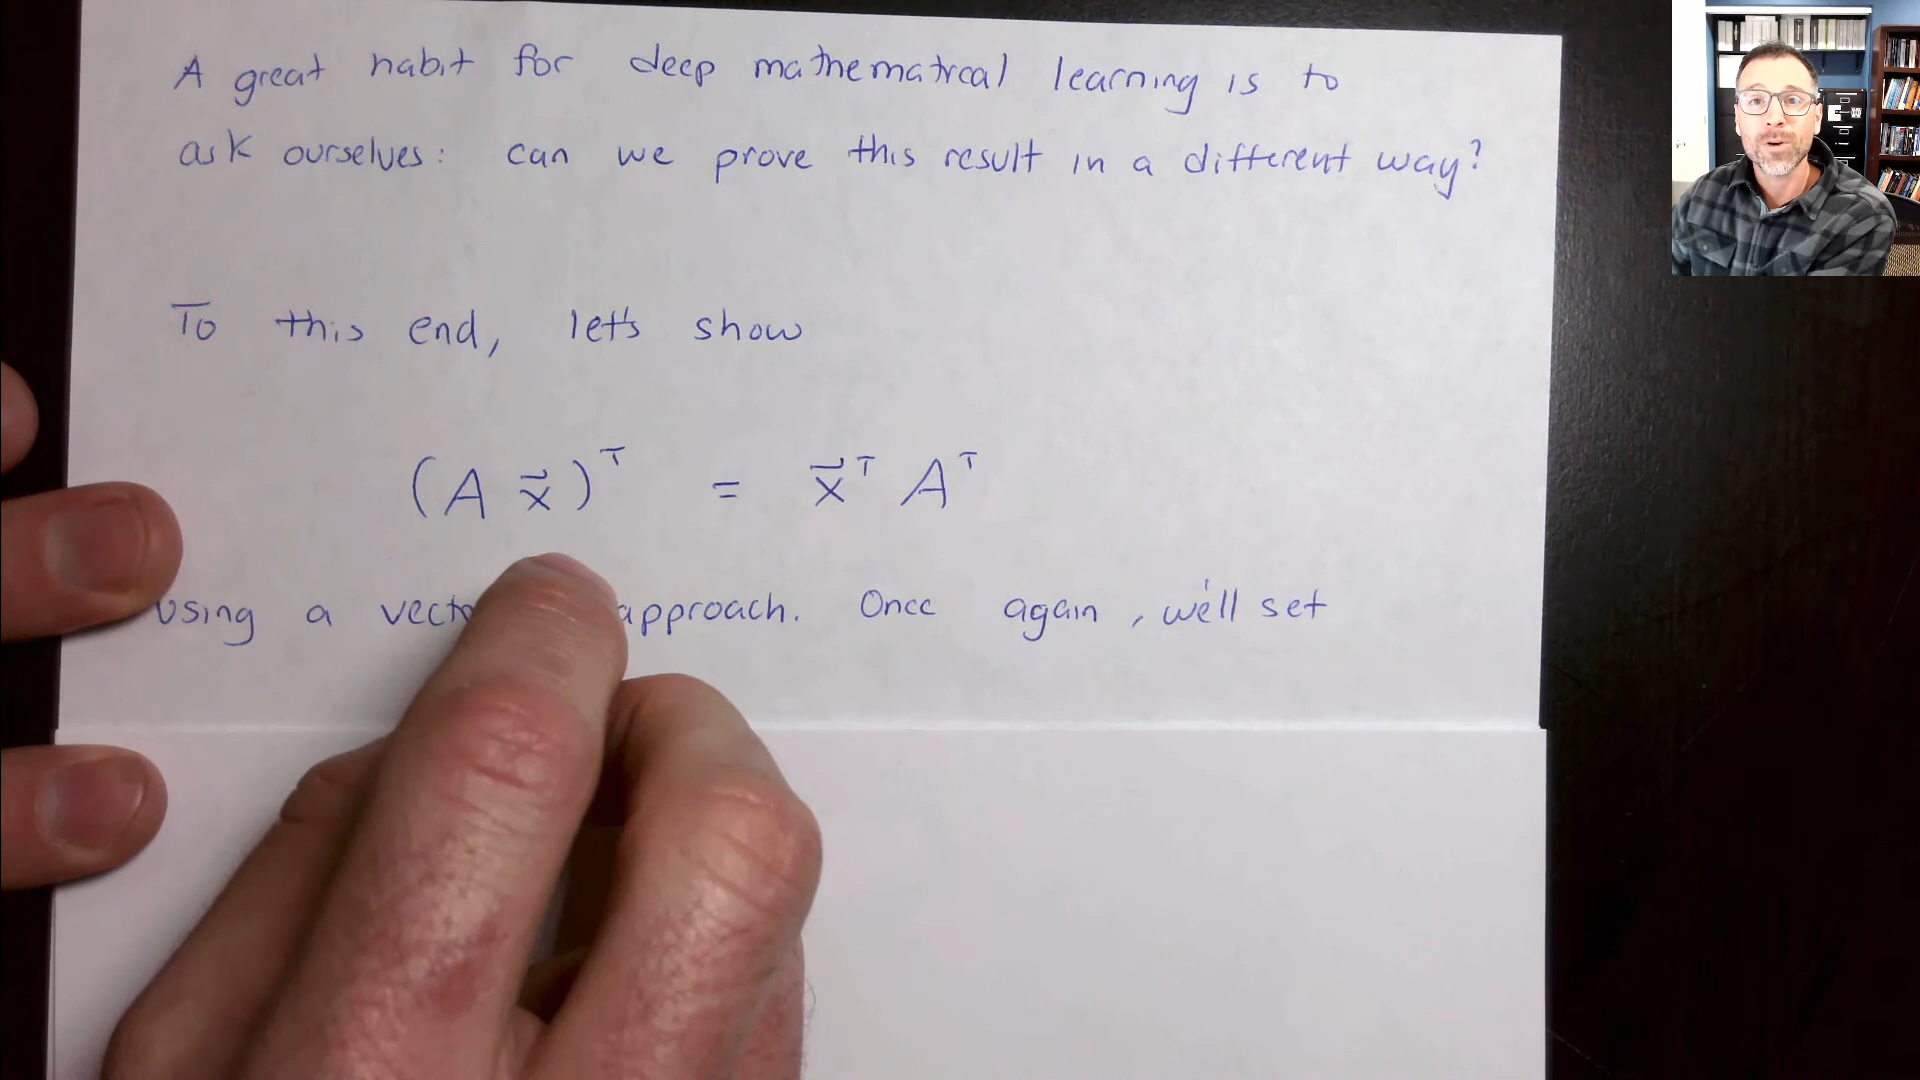 A great habit for deep mathematical learning is to
ask ourselves: can we prove this result in a different way?
To this end, let's show
(A x⃗)ᵀ = x⃗ᵀ Aᵀ
using a approach. Once again, we'll set